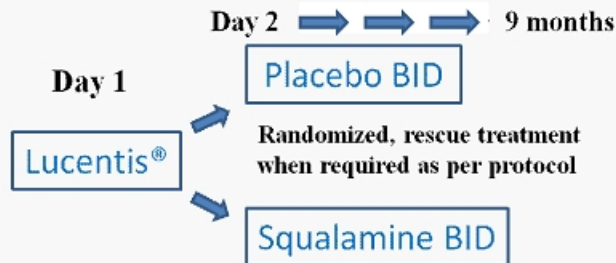 Day 2 9 months
Day 1
Placebo BID
Lucentis®
Randomized, rescue treatment
when required as per protocol
Squalamine BID